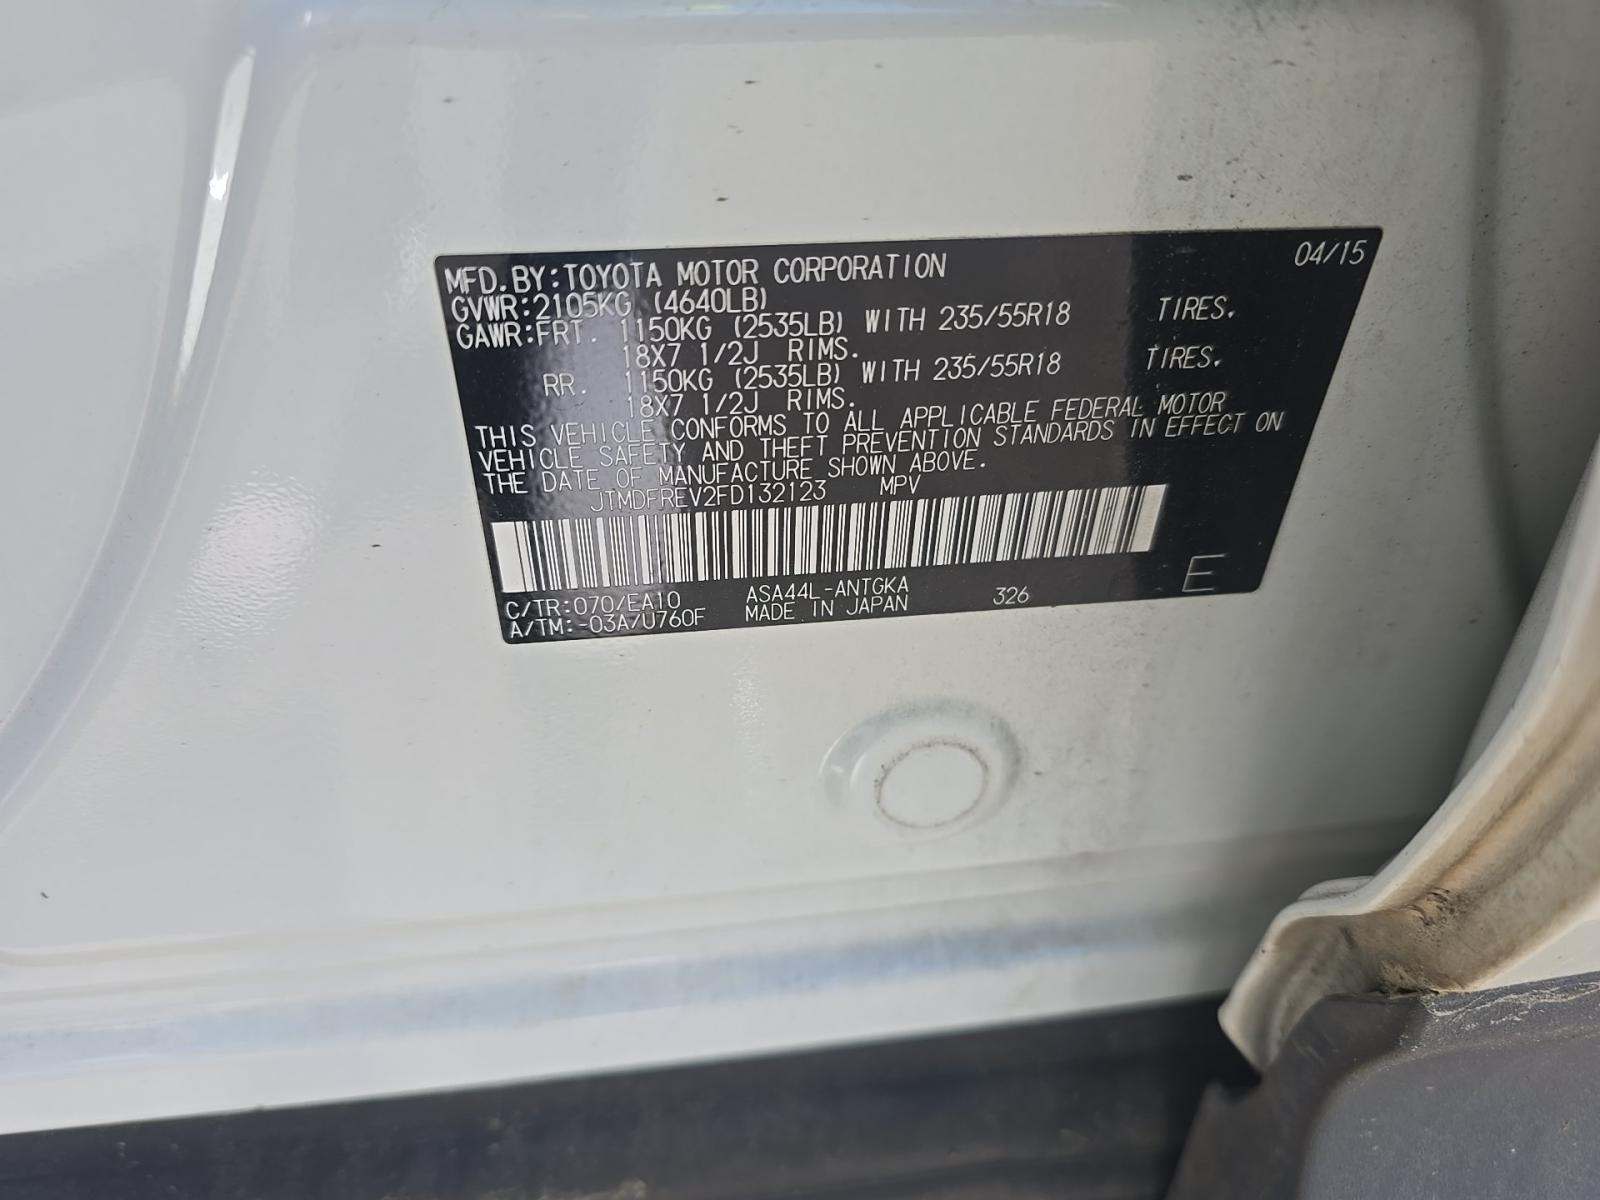 04/15
MFD. BY:TOYOTA MOTOR CORPORATION
GVWR:2105KG (4640LB)
GAWR:FRT. 1150KG (2535LB) WITH 235/55R18 TIRES.
18X7 1/2J RIMS.
RR. 1150KG (2535LB) WITH 235/55R18 TIRES.
18X7 1/2J RIMS.
THIS VEHICLE CONFORMS TO ALL APPLICABLE FEDERAL MOTOR
VEHICLE SAFETY AND THEFT PREVENTION STANDARDS IN EFFECT ON
THE DATE OF MANUFACTURE SHOWN ABOVE.
JTMDFREV2FD132123 MPV
C/TR:070/EA10 ASA44L-ANTGKA 326 E
A/TM:-03A/U760F MADE IN JAPAN